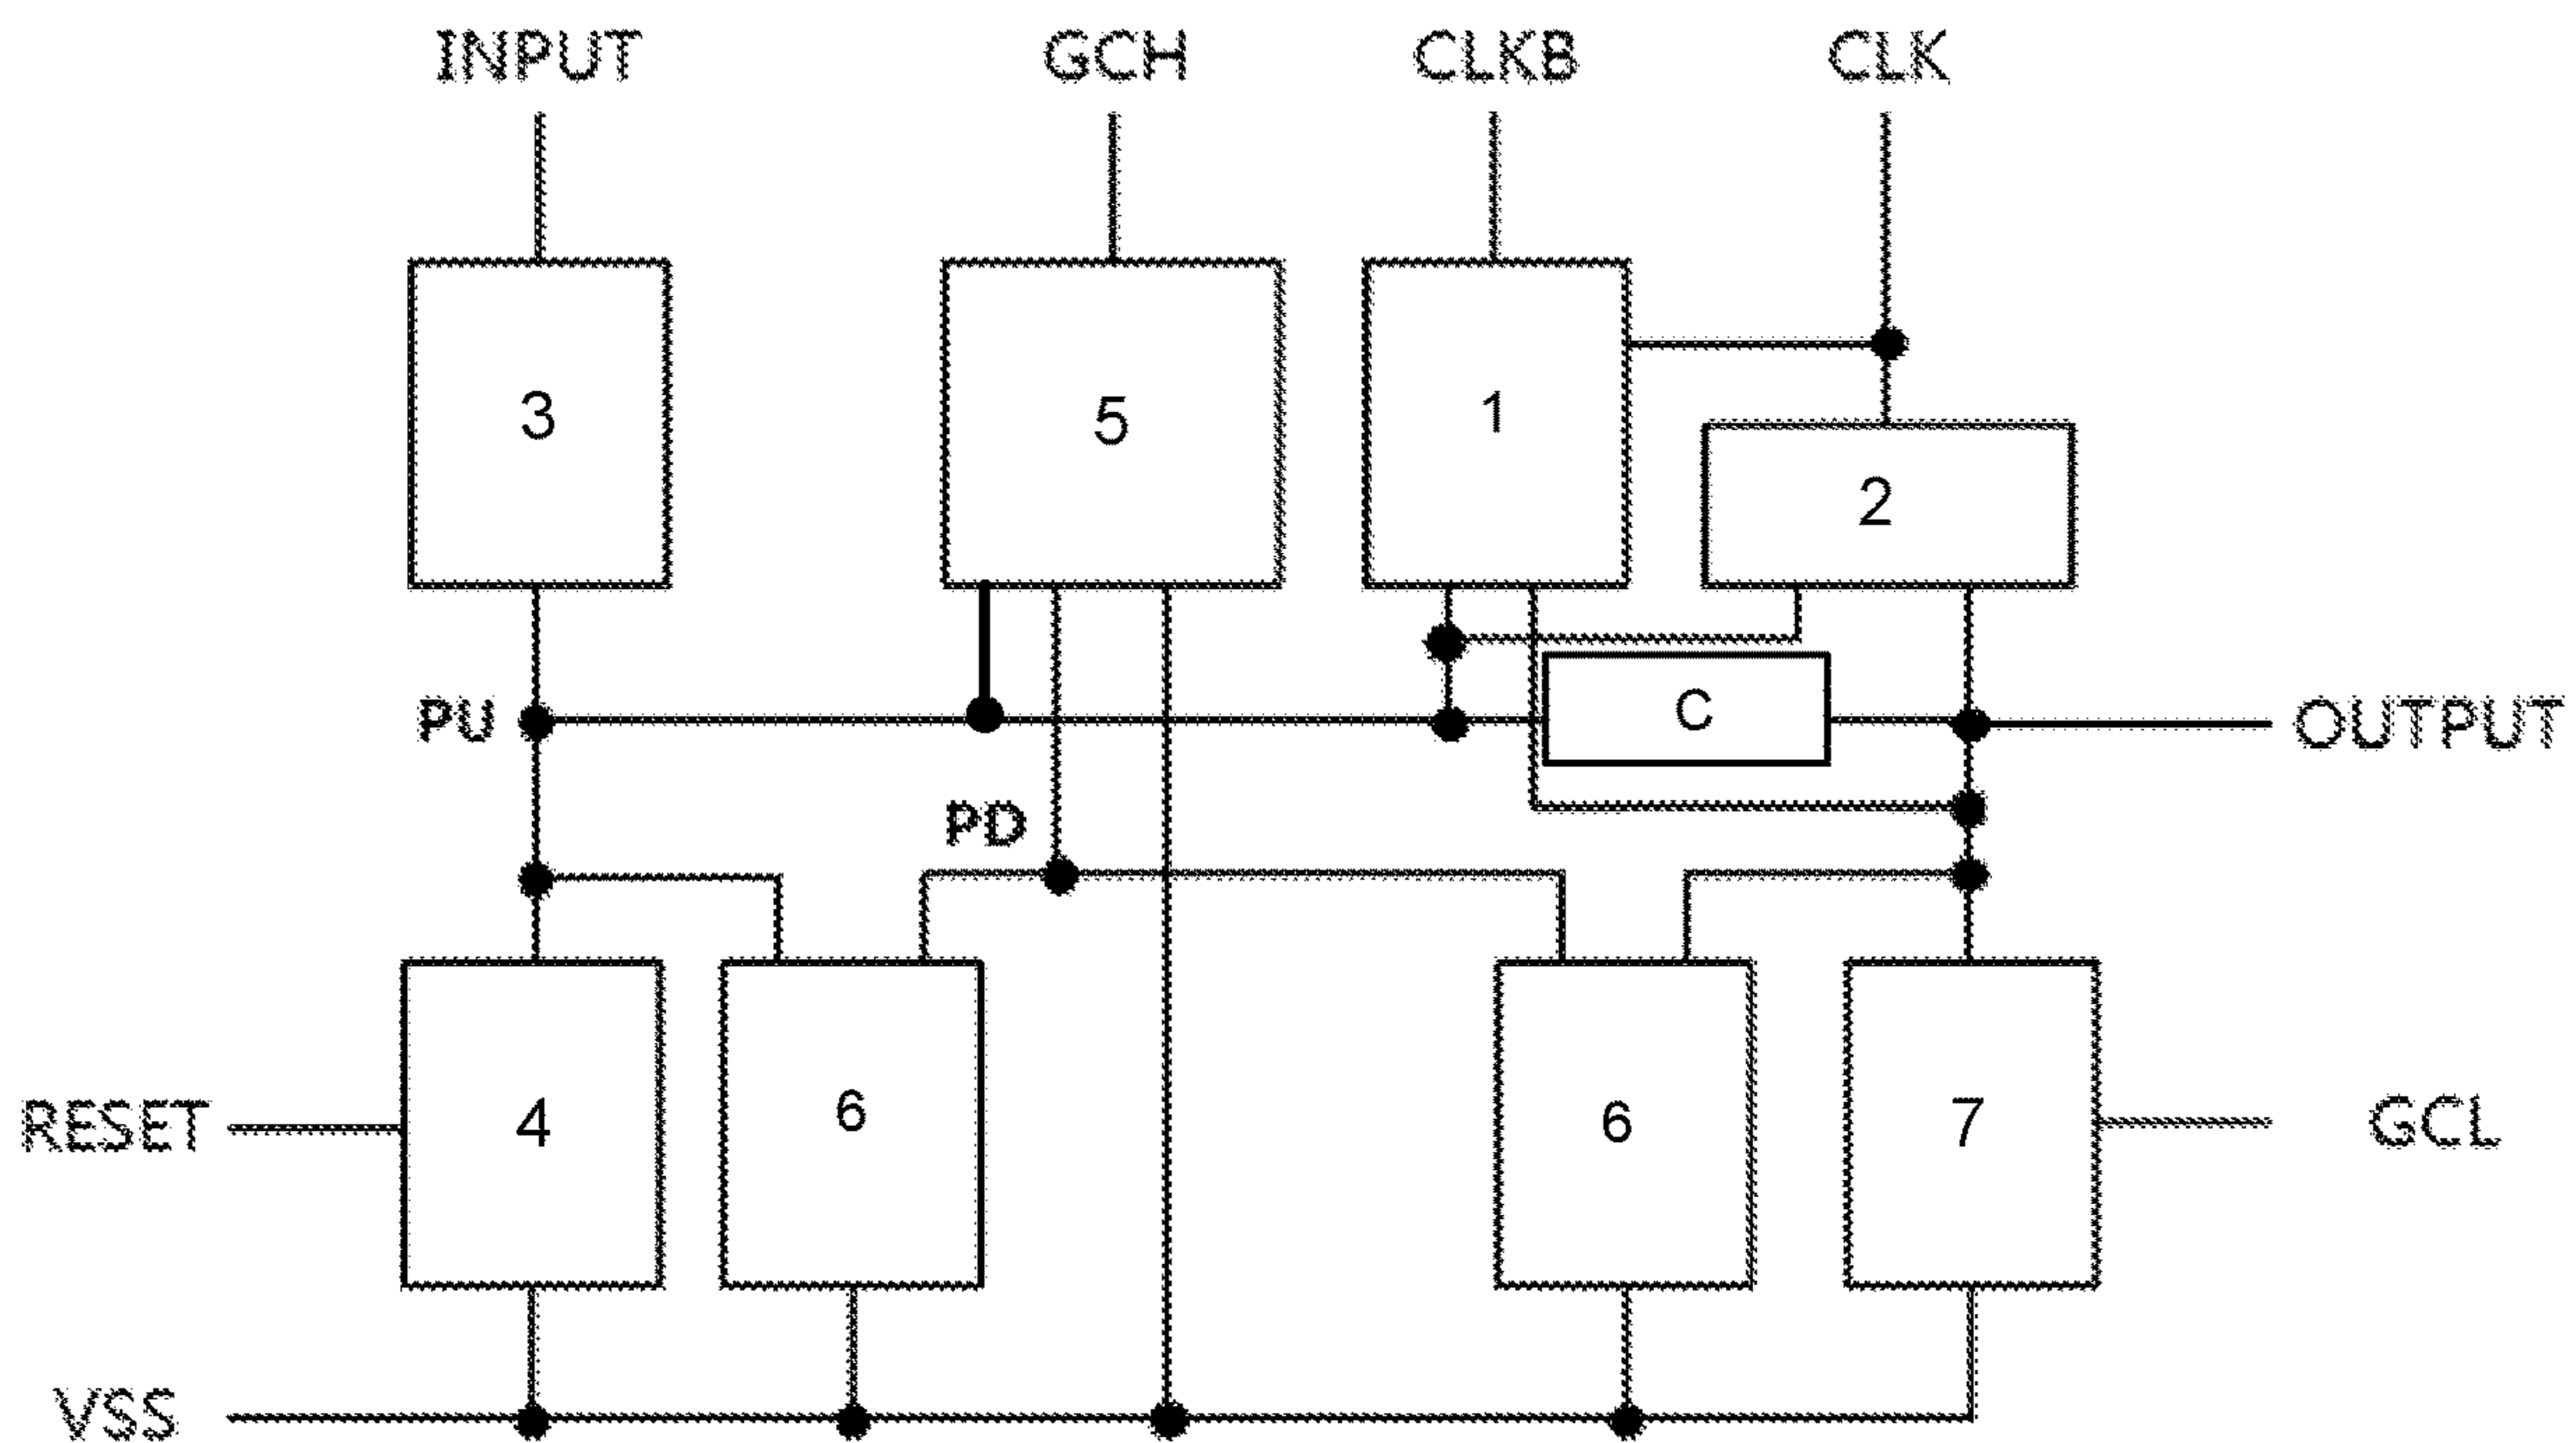 INPUT GCH CLKB CLK
3 5 1
2
PU C OUTPUT
PD
RESET 4 6 6 7 GCL
VSS